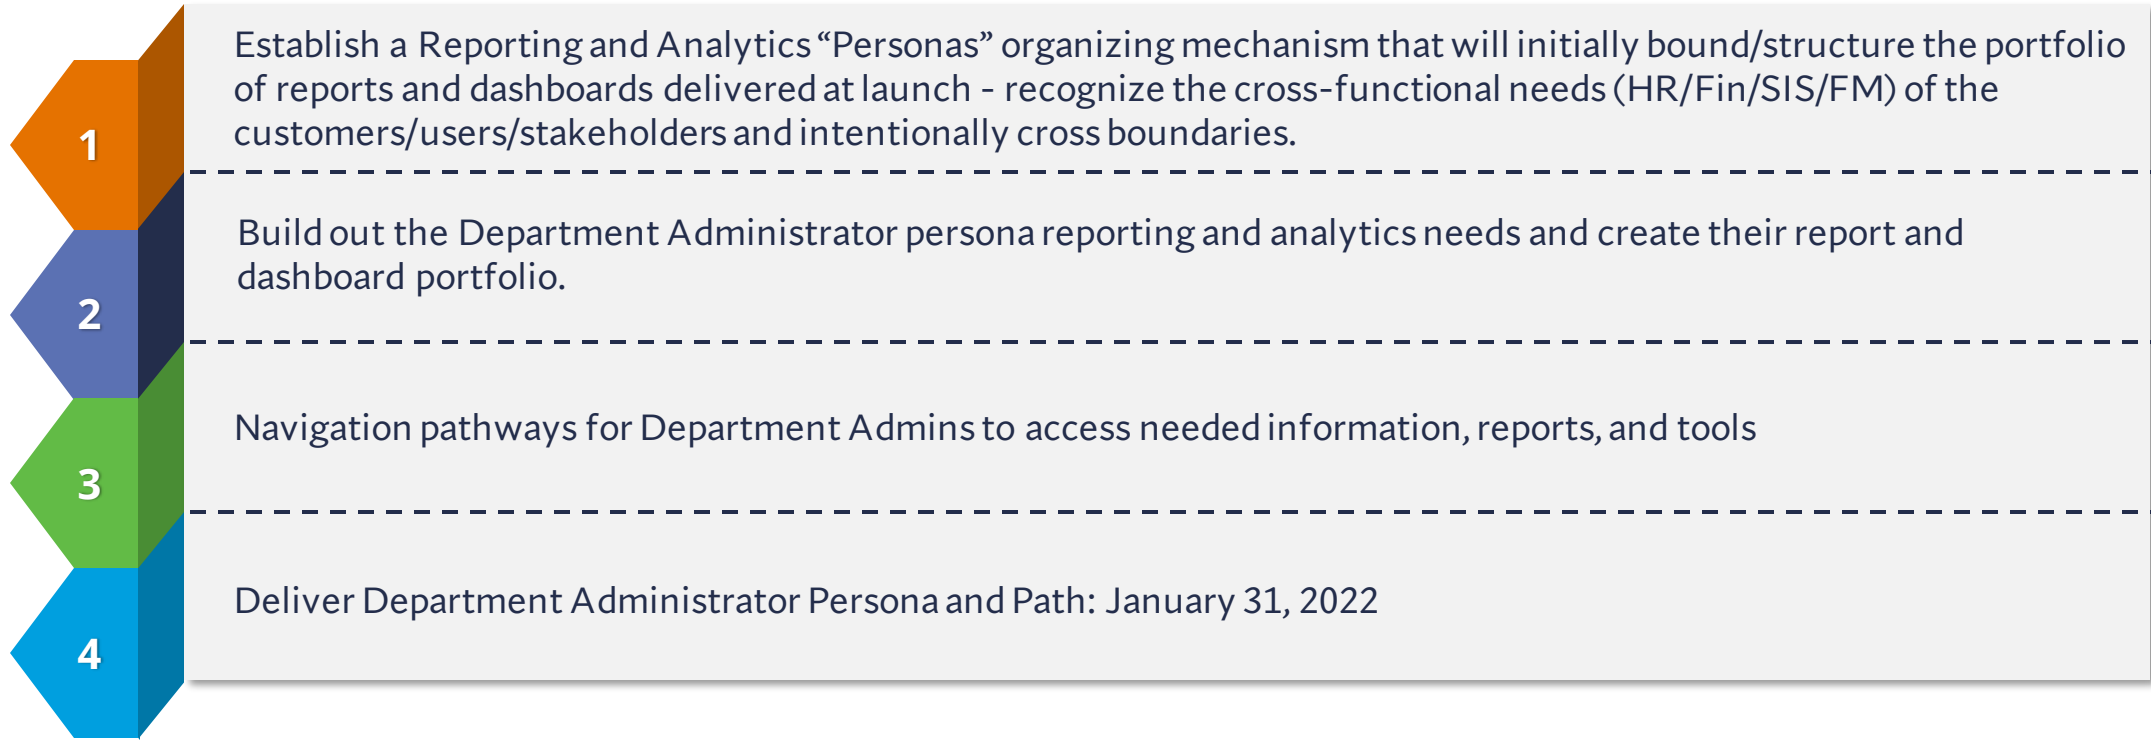 1
Establish a Reporting and Analytics “Personas” organizing mechanism that will initially bound/structure the portfolio
of reports and dashboards delivered at launch - recognize the cross-functional needs (HR/Fin/SIS/FM) of the
customers/users/stakeholders and intentionally cross boundaries.
2
Build out the Department Administrator persona reporting and analytics needs and create their report and
dashboard portfolio.
3
Navigation pathways for Department Admins to access needed information, reports, and tools
4
Deliver Department Administrator Persona and Path: January 31, 2022